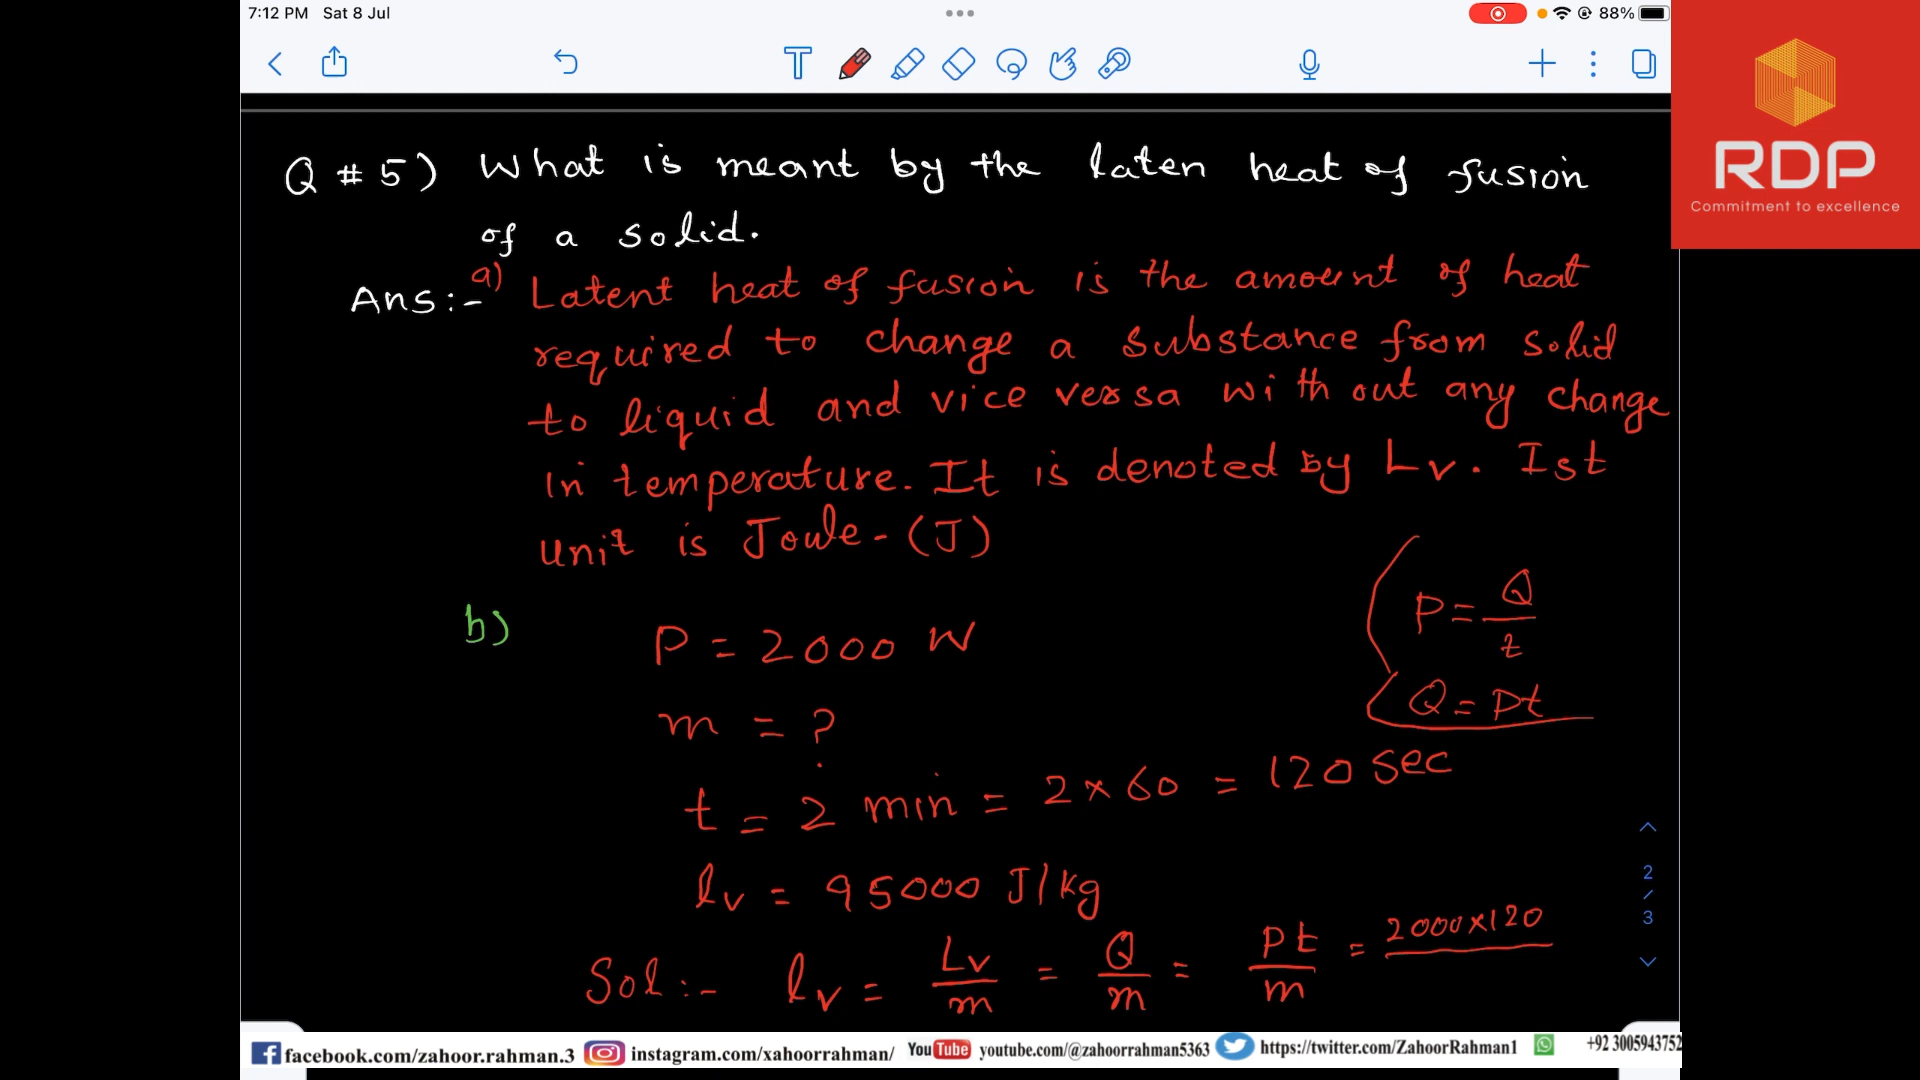 7:12 PM Sat 8 Jul
88%
RDP
Commitment to excellence
Q # 5) What is meant by the laten heat of fusion
of a solid.
Ans:- a) Latent heat of fusion is the amount of heat
required to change a substance from solid
to liquid and vice versa with out any change
in temperature. It is denoted by Lv. Ist
unit is Joule - (J)
P = Q/t
Q = Pt
b)
P = 2000 W
m = ?
t = 2 min = 2 × 60 = 120 sec
lv = 95000 J/kg
Sol:- lv = Lv/m = Q/m = Pt/m = 2000×120
2
/
3
facebook.com/zahoor.rahman.3 instagram.com/xahoorrahman/ YouTube youtube.com/@zahoorrahman5363 https://twitter.com/ZahoorRahman1 +92 3005943752